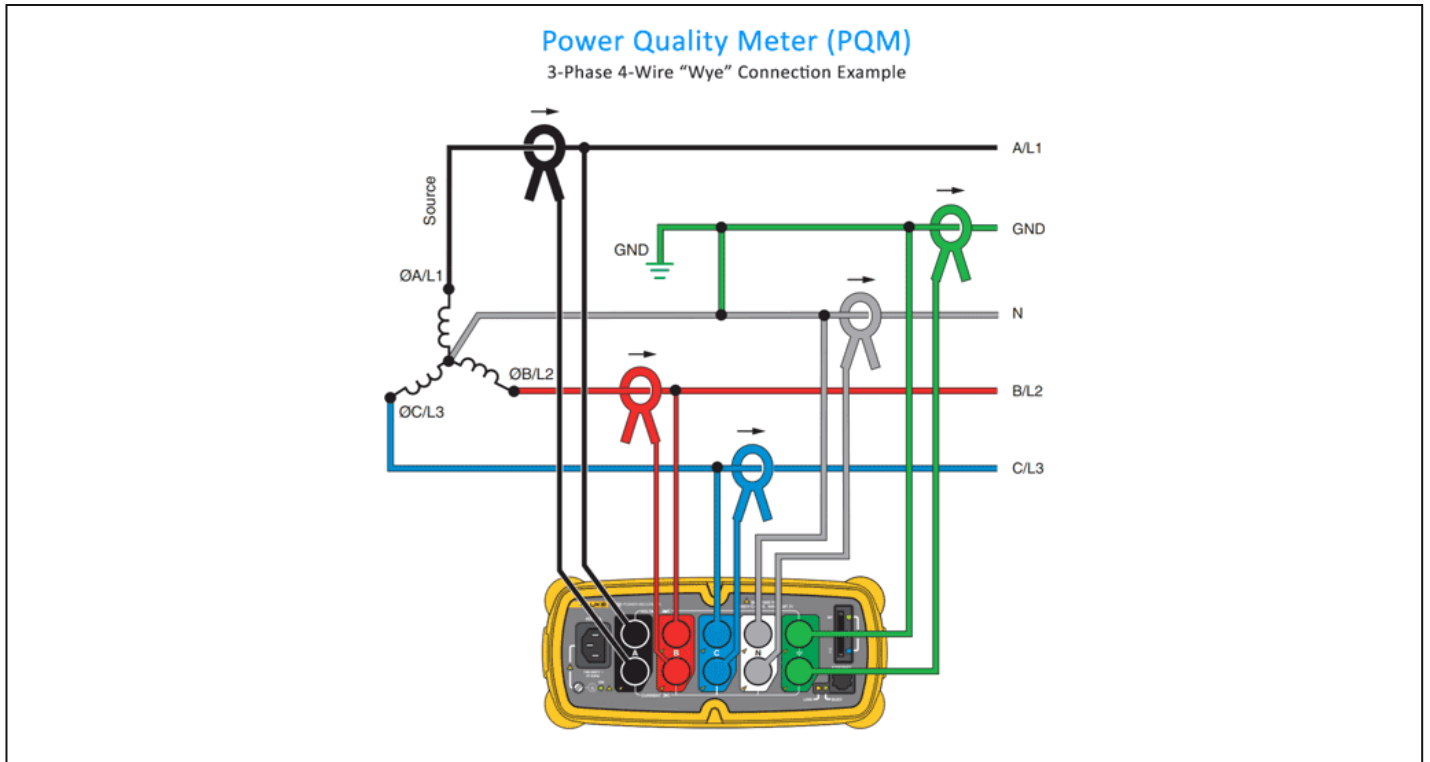 Power Quality Meter (PQM)
3-Phase 4-Wire “Wye” Connection Example
A/L1
Source
GND
GND
ØA/L1
N
ØB/L2
B/L2
ØC/L3
C/L3
A
B
C
N